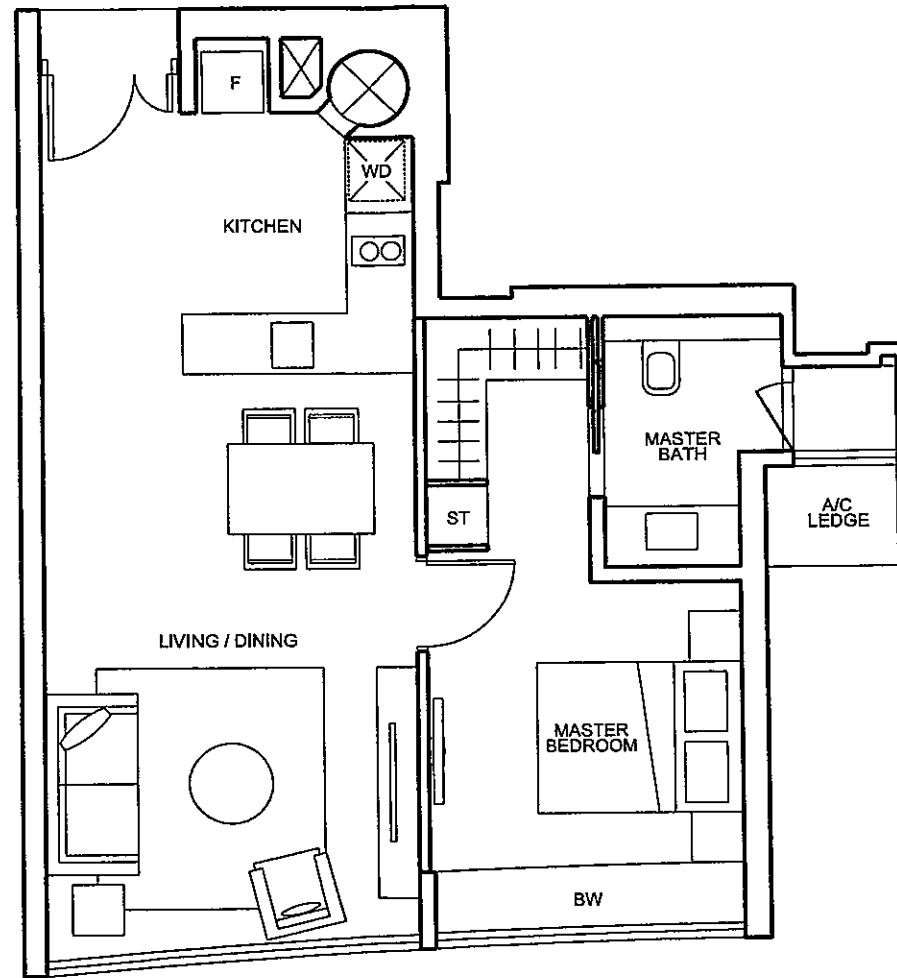 F
WD
KITCHEN
MASTER
BATH
ST
A/C
LEDGE
LIVING / DINING
MASTER
BEDROOM
BW